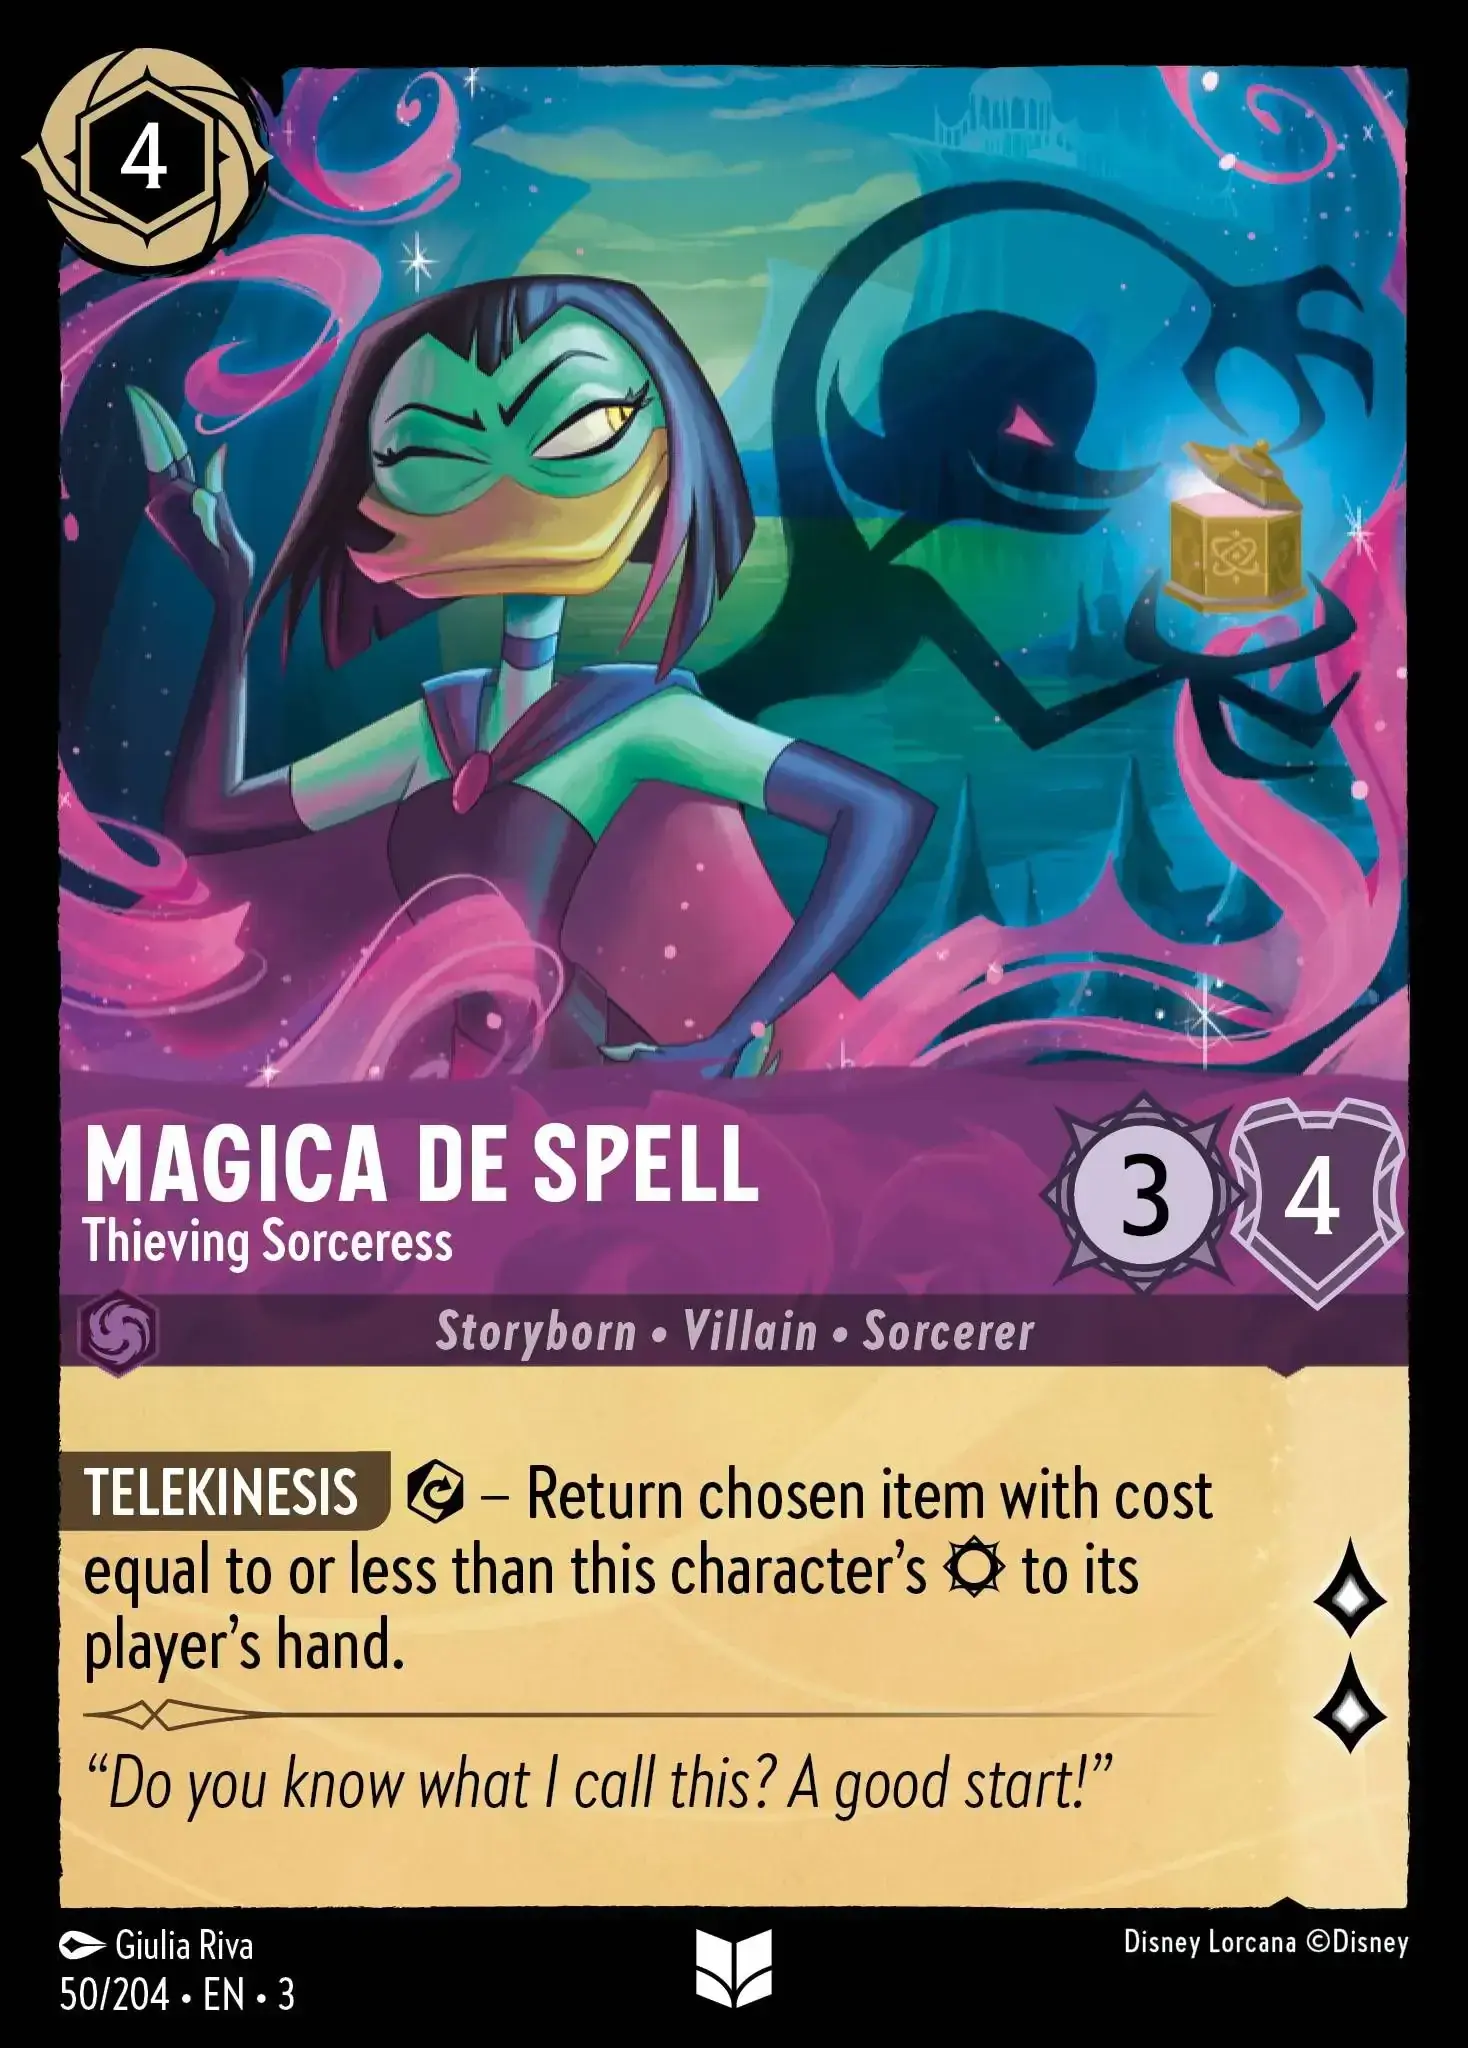 4
MAGICA DE SPELL
3
4
Thieving Sorceress
Storyborn • Villain • Sorcerer
TELEKINESIS – Return chosen item with cost
equal to or less than this character’s to its
player’s hand.
“Do you know what I call this? A good start!”
Giulia Riva
Disney Lorcana ©Disney
50/204 • EN • 3